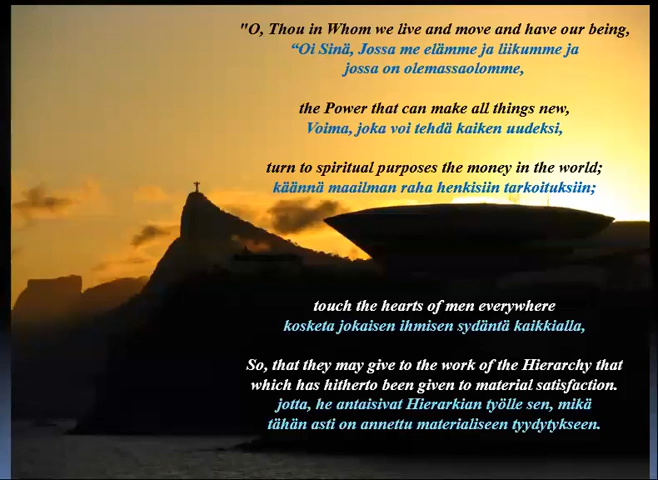 "O, Thou in Whom we live and move and have our being,
“Oi Sinä, Jossa me elämme ja liikumme ja
jossa on olemassaolomme,
the Power that can make all things new,
Voima, joka voi tehdä kaiken uudeksi,
turn to spiritual purposes the money in the world;
käännä maailman raha henkisiin tarkoituksiin;
touch the hearts of men everywhere
kosketa jokaisen ihmisen sydäntä kaikkialla,
So, that they may give to the work of the Hierarchy that
which has hitherto been given to material satisfaction.
jotta, he antaisivat Hierarkian työlle sen, mikä
tähän asti on annettu materialiseen tyydytykseen.